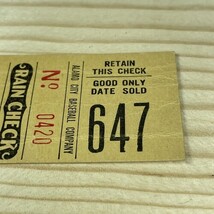 RAIN CHECK
No. 0420
ALAMO CITY BASEBALL COMPANY
RETAIN
THIS CHECK
GOOD ONLY
DATE SOLD
647